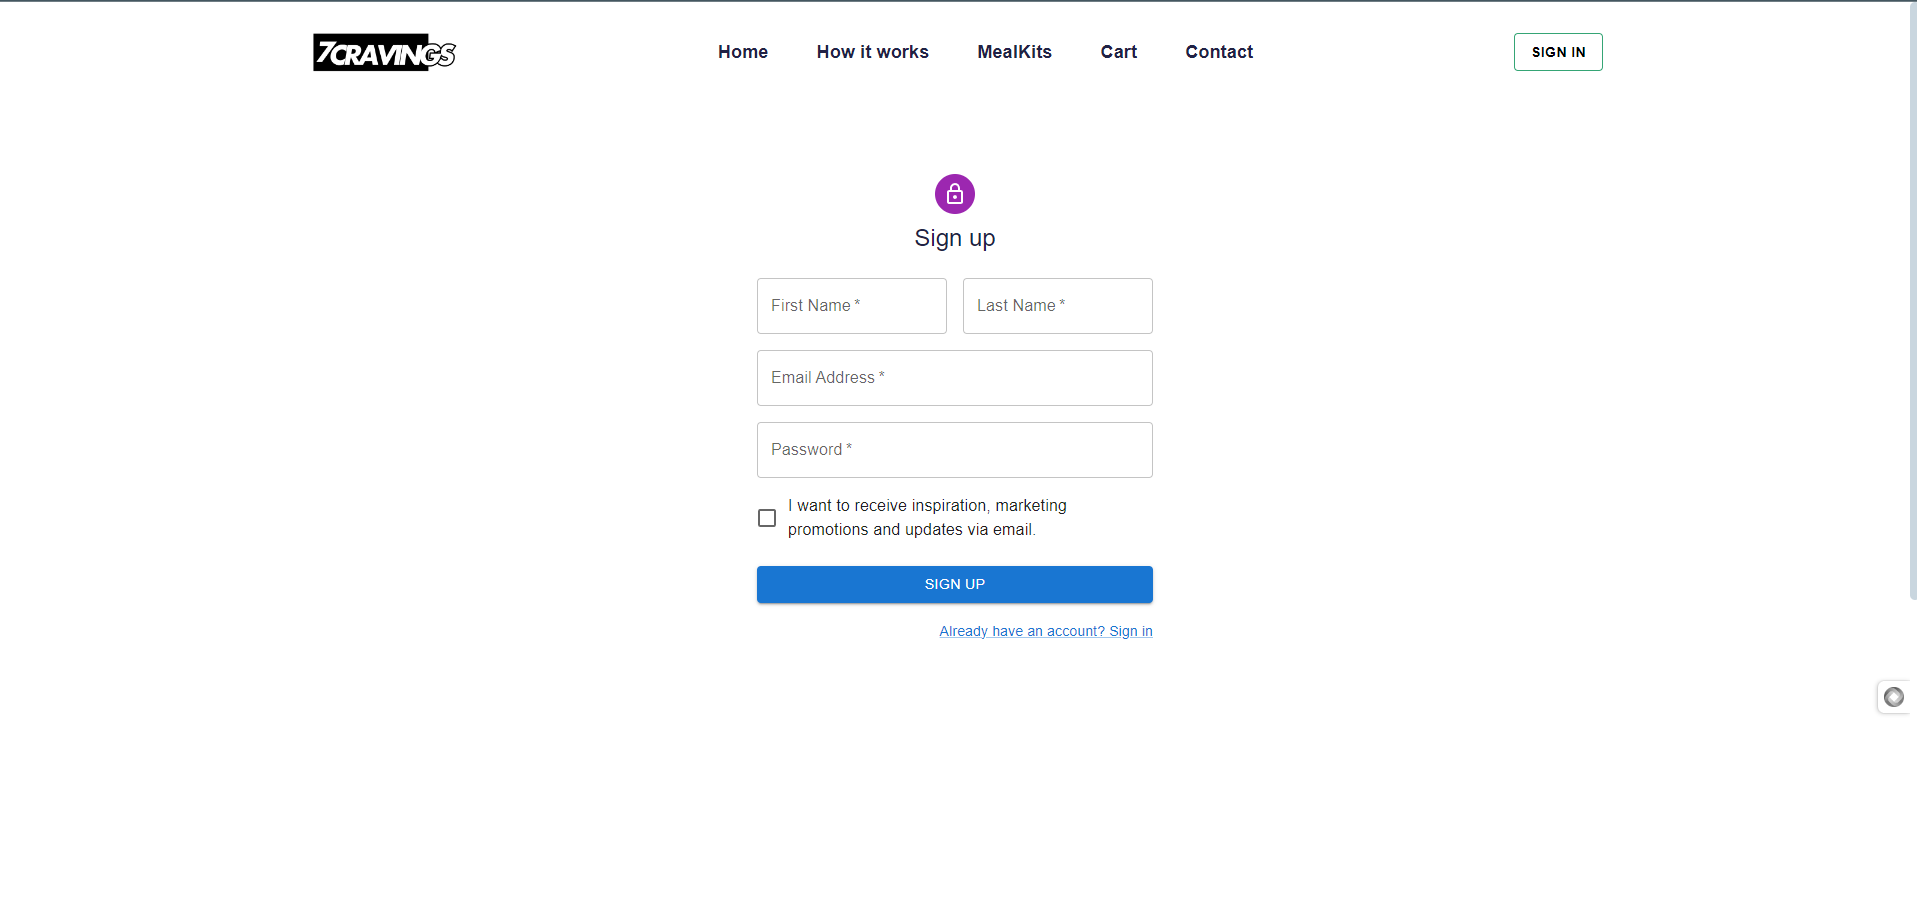 7CRAVINGS
Home
How it works
MealKits
Cart
Contact
SIGN IN
Sign up
First Name *
Last Name *
Email Address *
Password *
I want to receive inspiration, marketing
promotions and updates via email.
SIGN UP
Already have an account? Sign in